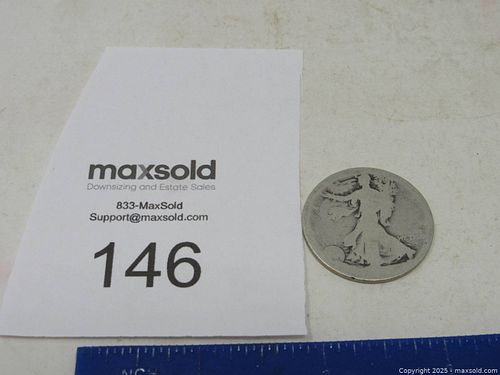 maxsold
Downsizing and Estate Sales
833-MaxSold
Support@maxsold.com
146
Copyright © 2025 - maxsold.com